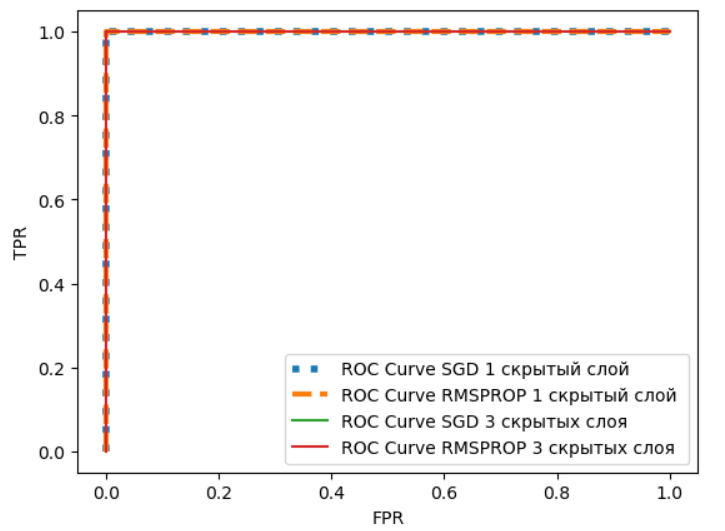 1.0
0.8
0.6
0.4
0.2
0.0
TPR
ROC Curve SGD 1 скрытый слой
ROC Curve RMSPROP 1 скрытый слой
ROC Curve SGD 3 скрытых слоя
ROC Curve RMSPROP 3 скрытых слоя
0.0 0.2 0.4 0.6 0.8 1.0
FPR